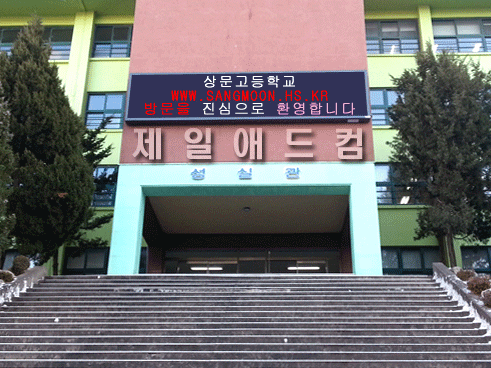 상문고등학교
WWW.SANGMOON.HS.KR
방문을 진심으로 환영합니다
제일애드컴
성실관